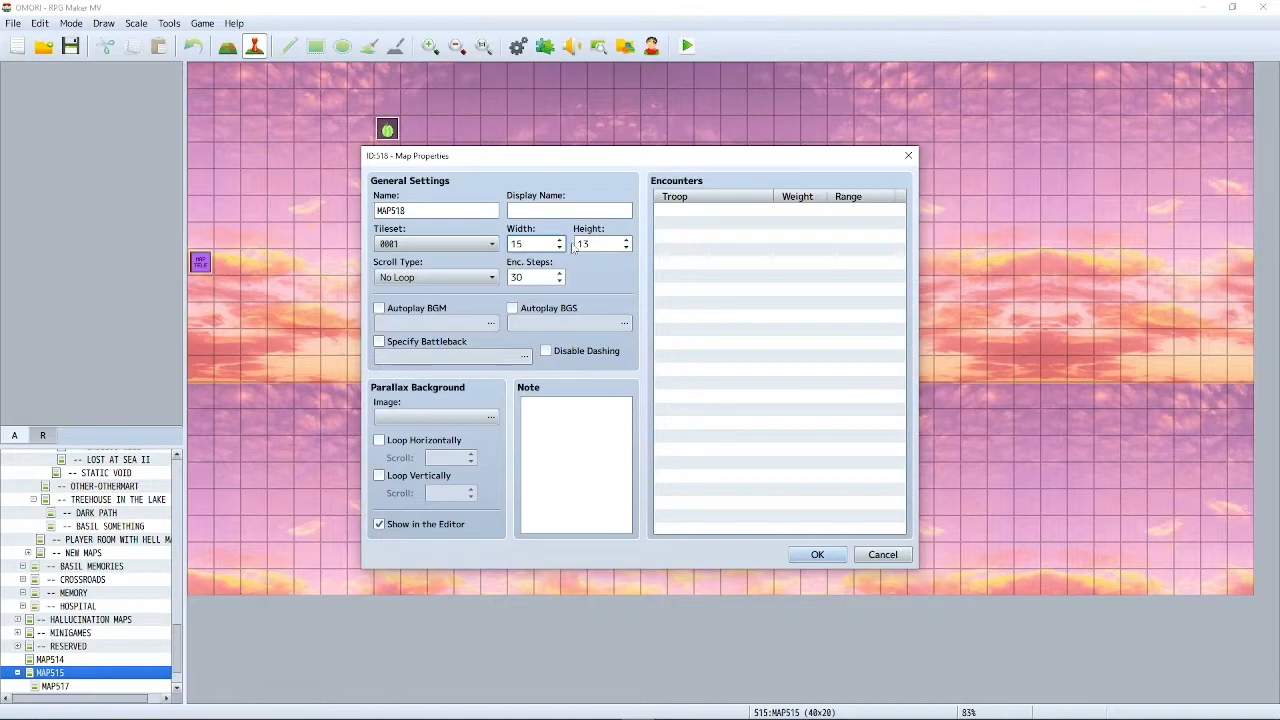 OMORI - RPG Maker MV
File Edit Mode Draw Scale Tools Game Help
MAP
TELE
ID:518 - Map Properties
General Settings
Name:
Display Name:
MAP518
Tileset:
Width:
Height:
0001
15
13
Scroll Type:
Enc. Steps:
No Loop
30
Autoplay BGM
Autoplay BGS
...
...
Specify Battleback
...
Disable Dashing
Parallax Background
Image:
...
Loop Horizontally
Scroll:
Loop Vertically
Scroll:
Show in the Editor
Note
Encounters
Troop Weight Range
OK Cancel
A R
-- LOST AT SEA II
-- STATIC VOID
-- OTHER-OTHERMART
-- TREEHOUSE IN THE LAKE
-- DARK PATH
-- BASIL SOMETHING
-- PLAYER ROOM WITH HELL M
-- NEW MAPS
-- BASIL MEMORIES
-- CROSSROADS
-- MEMORY
-- HOSPITAL
-- HALLUCINATION MAPS
-- MINIGAMES
-- RESERVED
MAP514
MAP515
MAP517
515:MAP515 (40x20)
83%